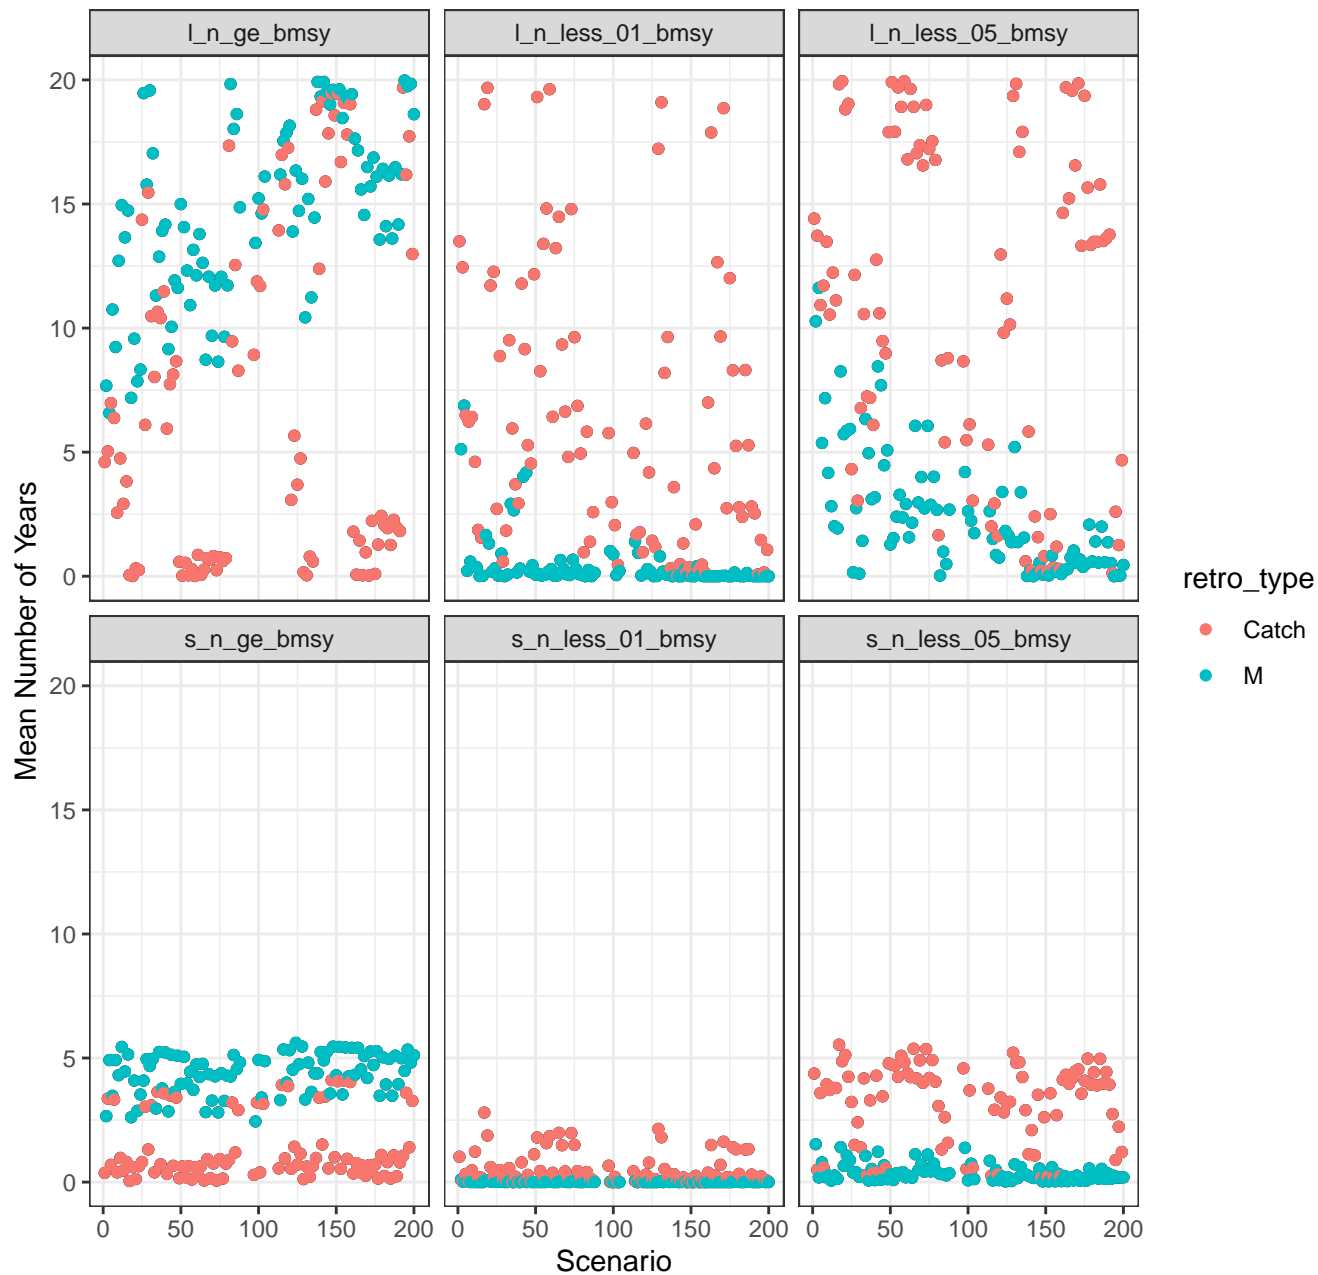 l_n_ge_bmsy
l_n_less_01_bmsy
l_n_less_05_bmsy
20
15
10
5
0
s_n_ge_bmsy
s_n_less_01_bmsy
s_n_less_05_bmsy
20
15
10
5
0
0 50 100 150 200
0 50 100 150 200
0 50 100 150 200
Scenario
Mean Number of Years
retro_type
Catch
M